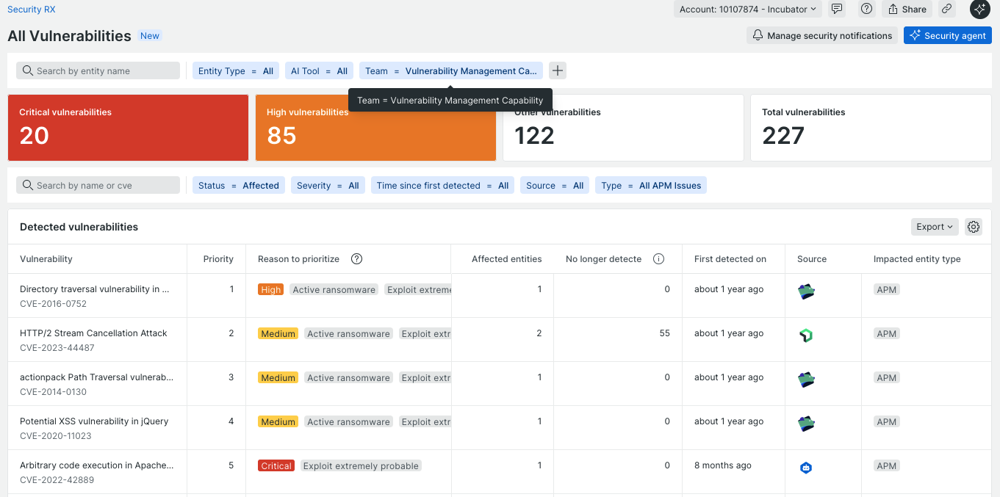 Security RX
Account: 10107874 - Incubator
Share
All Vulnerabilities New
Manage security notifications
Security agent
Search by entity name
Entity Type = All
AI Tool = All
Team = Vulnerability Management Ca...
Team = Vulnerability Management Capability
Critical vulnerabilities
20
High vulnerabilities
85
Other vulnerabilities
122
Total vulnerabilities
227
Search by name or cve
Status = Affected
Severity = All
Time since first detected = All
Source = All
Type = All APM Issues
Detected vulnerabilities
Export
Vulnerability Priority Reason to prioritize Affected entities No longer detecte First detected on Source Impacted entity type
Directory traversal vulnerability in ... 1 High Active ransomware Exploit extreme 1 0 about 1 year ago APM
CVE-2016-0752
HTTP/2 Stream Cancellation Attack 2 Medium Active ransomware Exploit extr 2 55 about 1 year ago APM
CVE-2023-44487
actionpack Path Traversal vulnerab... 3 Medium Active ransomware Exploit extr 1 0 about 1 year ago APM
CVE-2014-0130
Potential XSS vulnerability in jQuery 4 Medium Active ransomware Exploit extr 1 0 about 1 year ago APM
CVE-2020-11023
Arbitrary code execution in Apache... 5 Critical Exploit extremely probable 1 0 8 months ago APM
CVE-2022-42889